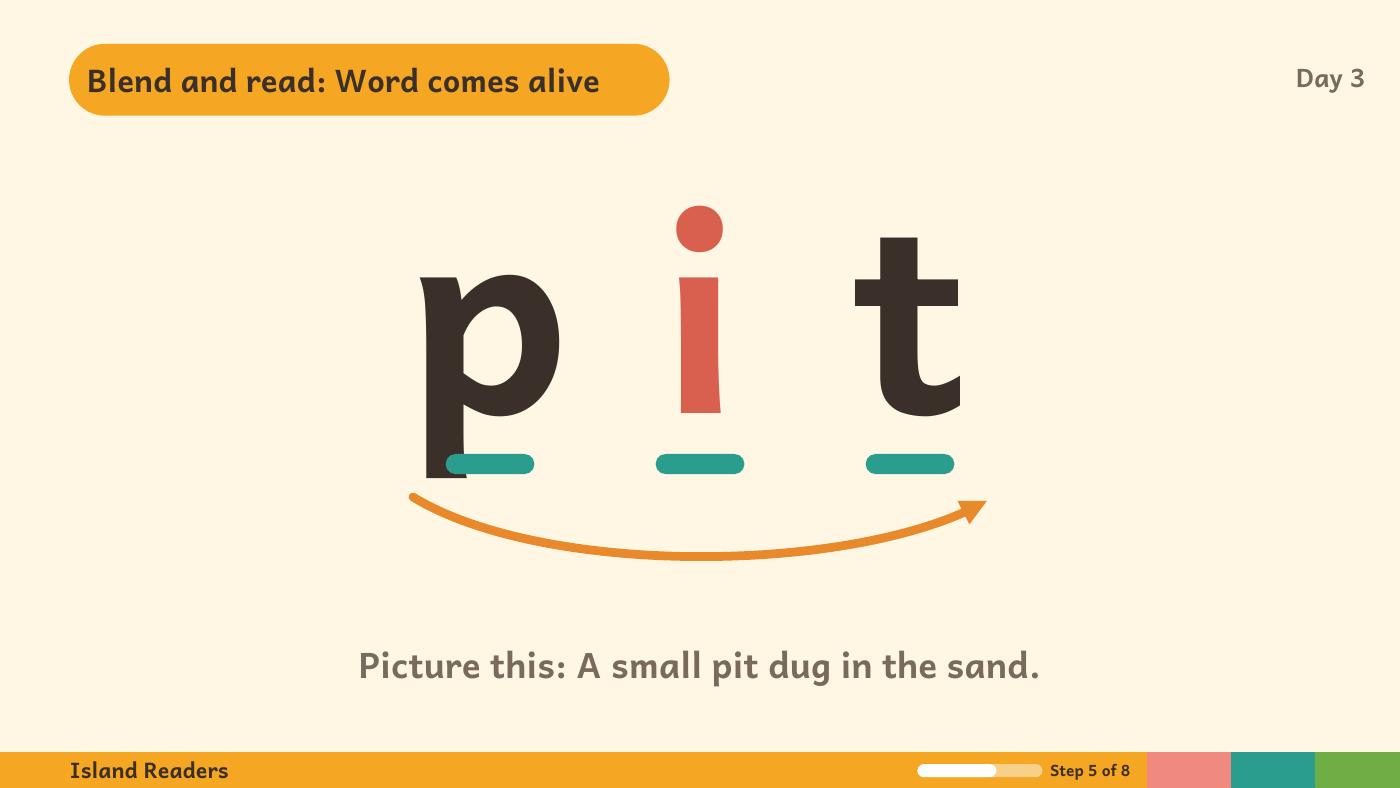 Blend and read: Word comes alive
Day 3
p i t
Picture this: A small pit dug in the sand.
Island Readers
Step 5 of 8